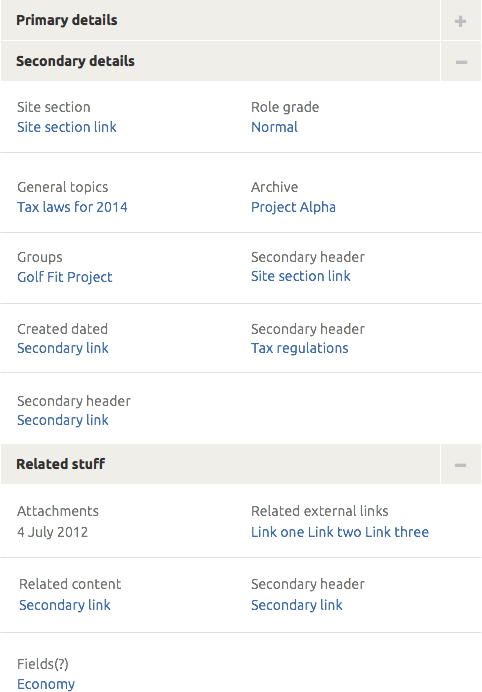 Primary details
Secondary details
Site section
Role grade
Site section link
Normal
General topics
Archive
Tax laws for 2014
Project Alpha
Groups
Secondary header
Golf Fit Project
Site section link
Created dated
Secondary header
Secondary link
Tax regulations
Secondary header
Secondary link
Related stuff
Attachments
Related external links
4 July 2012
Link one Link two Link three
Related content
Secondary header
Secondary link
Secondary link
Fields(?)
Economy